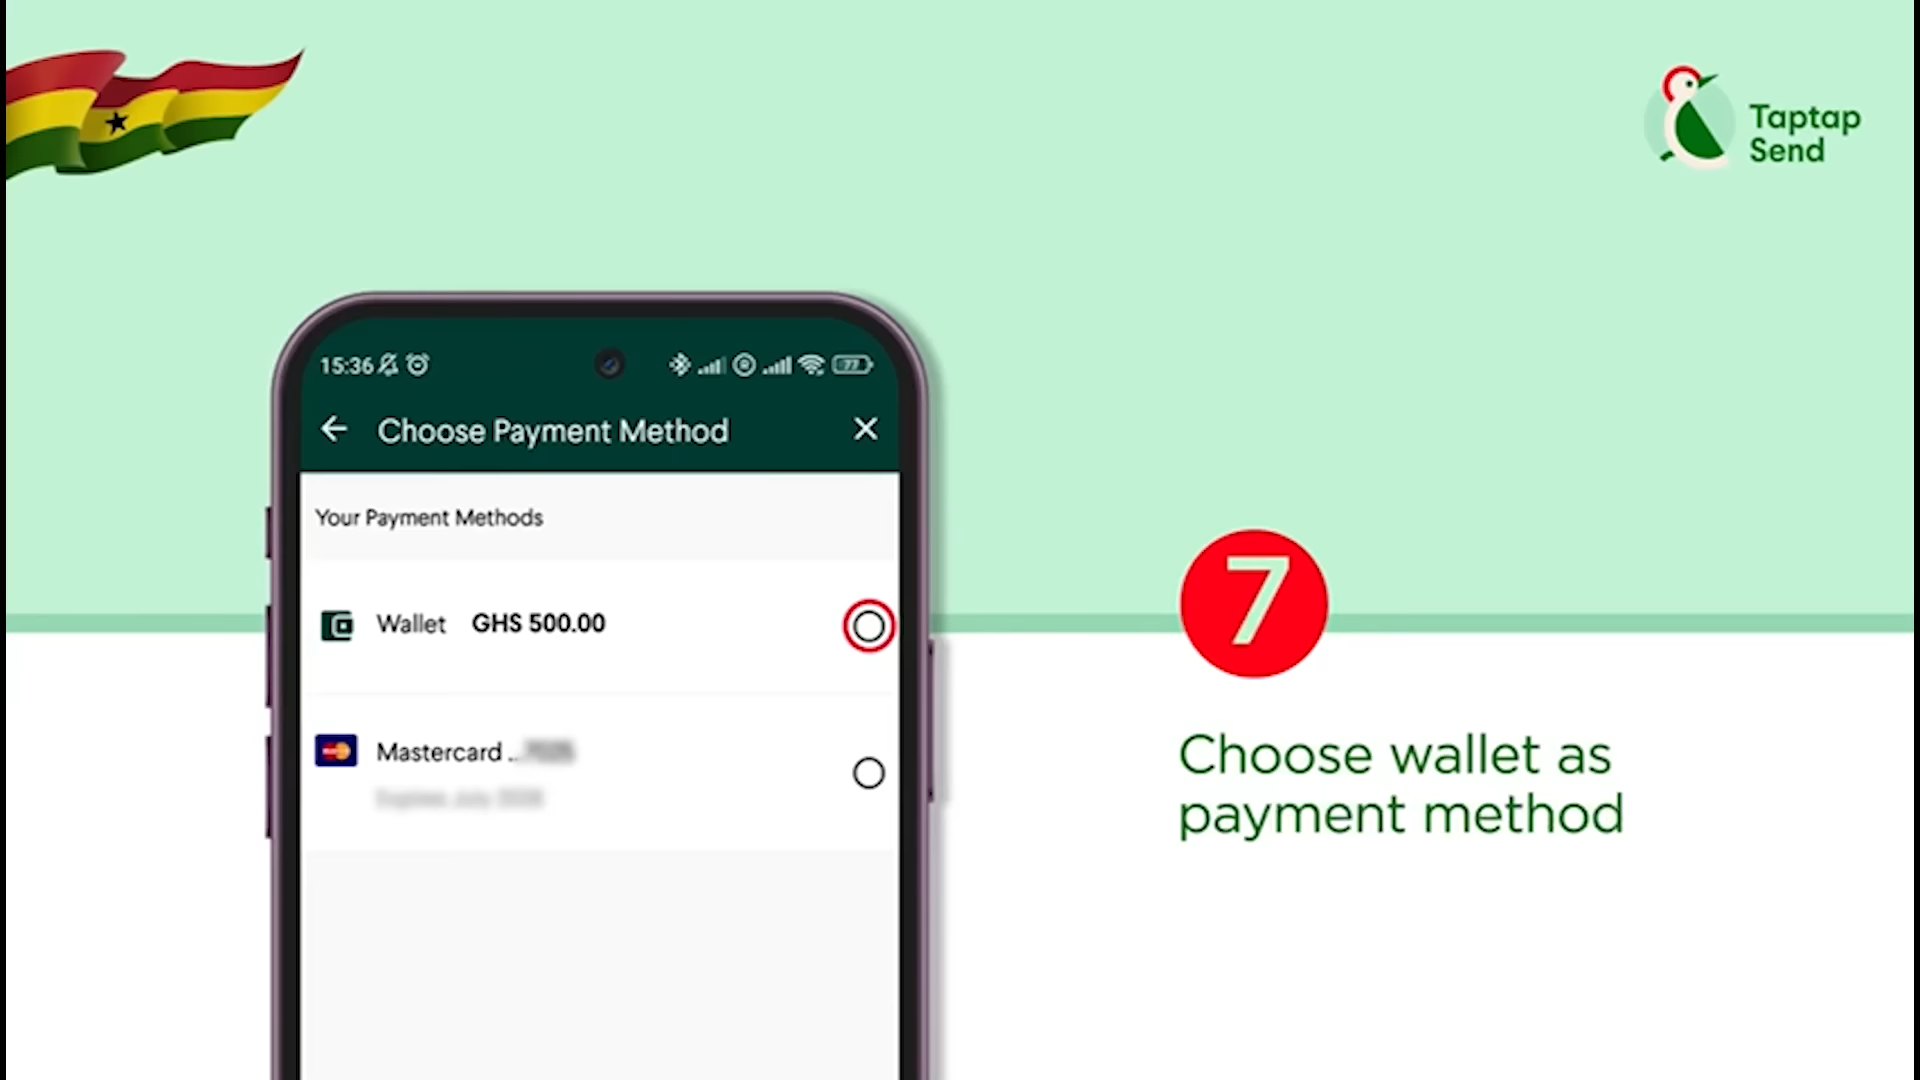 Taptap
Send
15:36
77
Choose Payment Method
Your Payment Methods
Wallet GHS 500.00
Mastercard ..
7
Choose wallet as
payment method